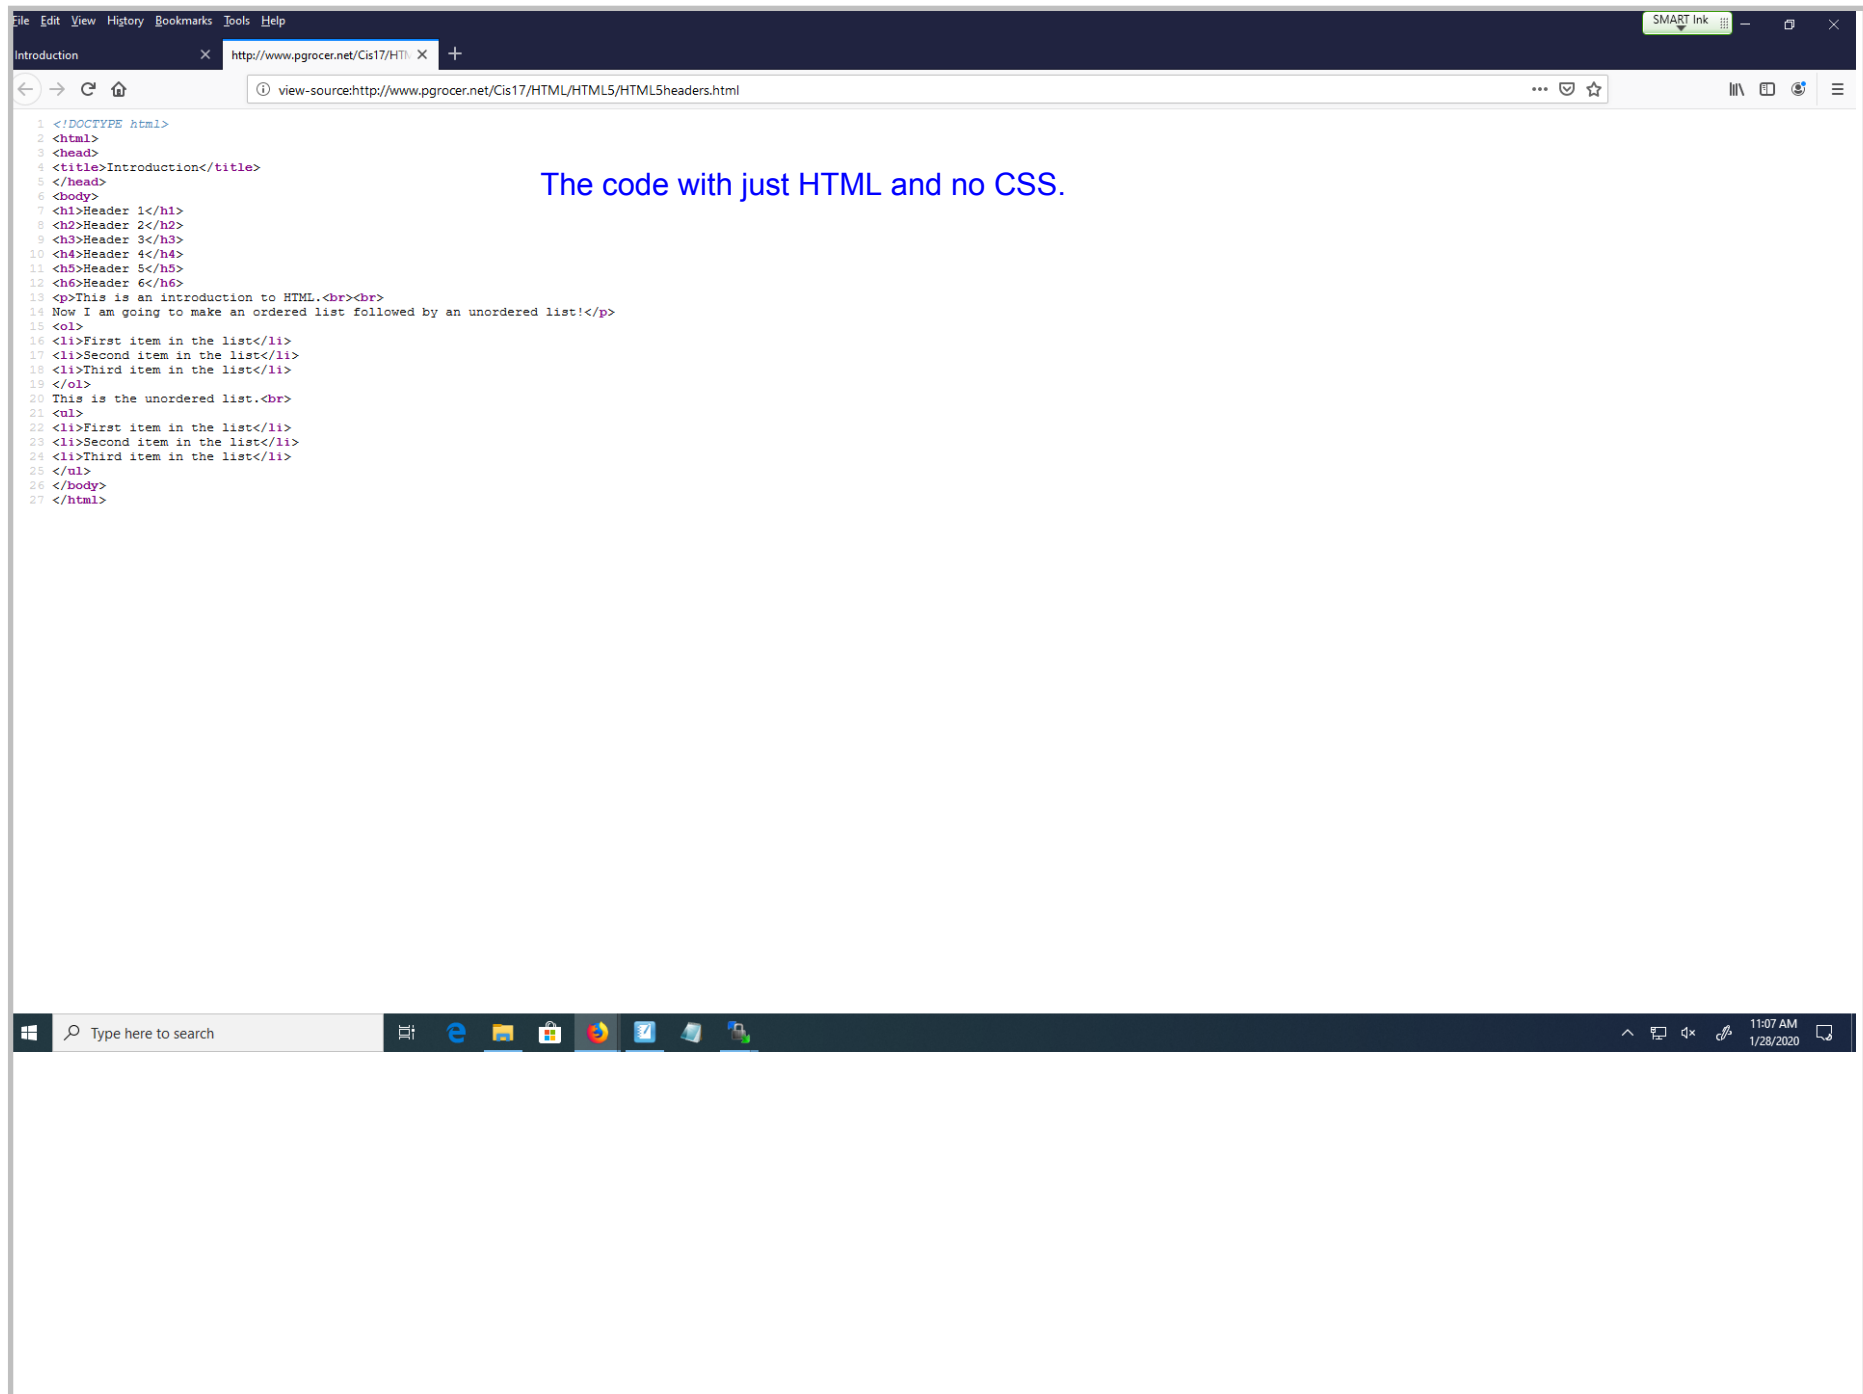 File Edit View History Bookmarks Tools Help
SMART Ink
Introduction
http://www.pgrocer.net/Cis17/HTM
view-source:http://www.pgrocer.net/Cis17/HTML/HTML5/HTML5headers.html
1 <!DOCTYPE html>
2 <html>
3 <head>
4 <title>Introduction</title>
5 </head>
The code with just HTML and no CSS.
6 <body>
7 <h1>Header 1</h1>
8 <h2>Header 2</h2>
9 <h3>Header 3</h3>
10 <h4>Header 4</h4>
11 <h5>Header 5</h5>
12 <h6>Header 6</h6>
13 <p>This is an introduction to HTML.<br><br>
14 Now I am going to make an ordered list followed by an unordered list!</p>
15 <ol>
16 <li>First item in the list</li>
17 <li>Second item in the list</li>
18 <li>Third item in the list</li>
19 </ol>
20 This is the unordered list.<br>
21 <ul>
22 <li>First item in the list</li>
23 <li>Second item in the list</li>
24 <li>Third item in the list</li>
25 </ul>
26 </body>
27 </html>
Type here to search
11:07 AM
1/28/2020